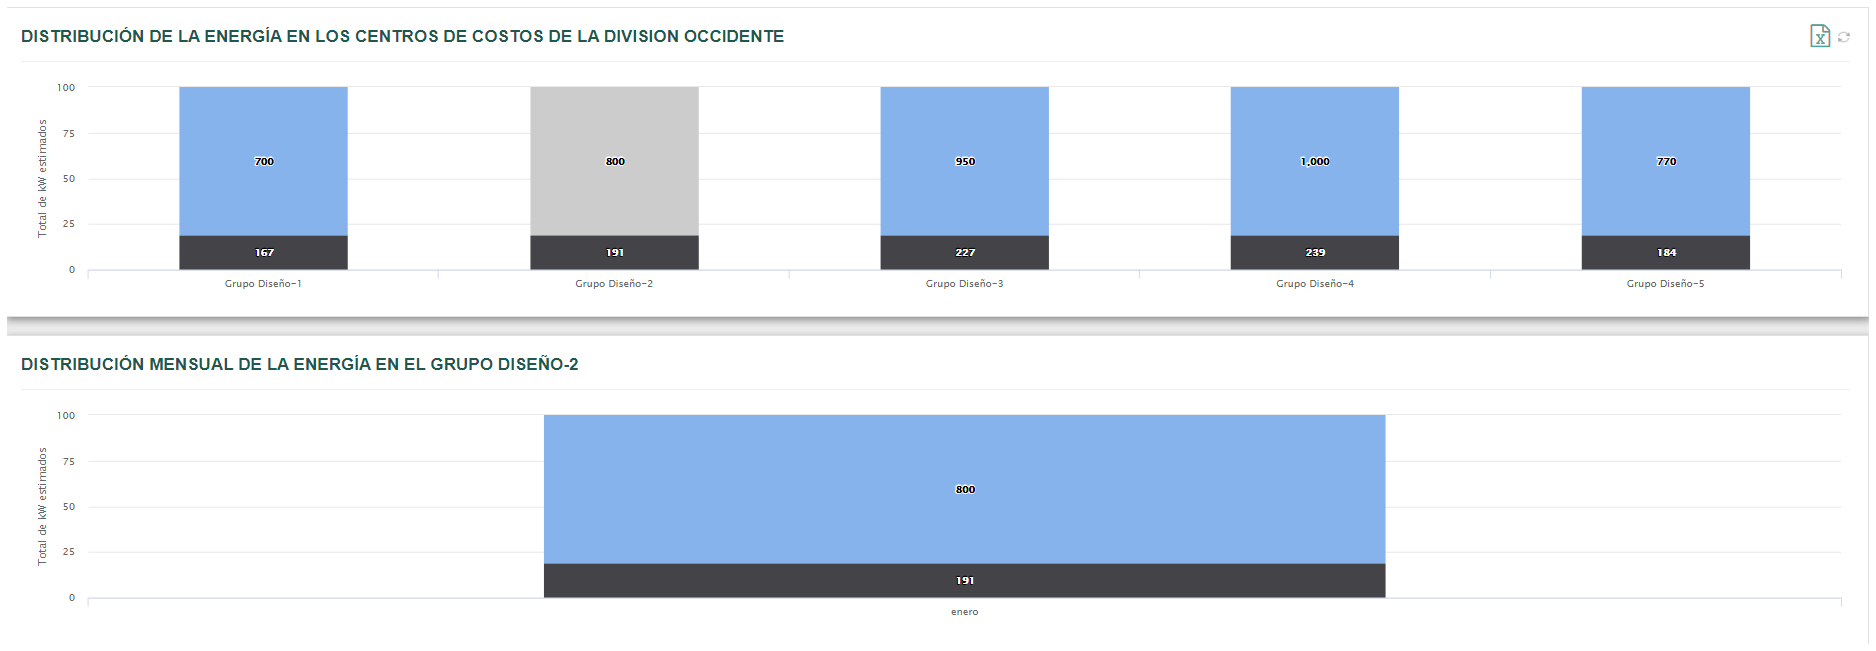 DISTRIBUCIÓN DE LA ENERGÍA EN LOS CENTROS DE COSTOS DE LA DIVISION OCCIDENTE
Total de kW estimados
100
75
50
25
0
700
800
950
1,000
770
167
191
227
239
184
Grupo Diseño-1
Grupo Diseño-2
Grupo Diseño-3
Grupo Diseño-4
Grupo Diseño-5
DISTRIBUCIÓN MENSUAL DE LA ENERGÍA EN EL GRUPO DISEÑO-2
Total de kW estimados
100
75
50
25
0
800
191
enero